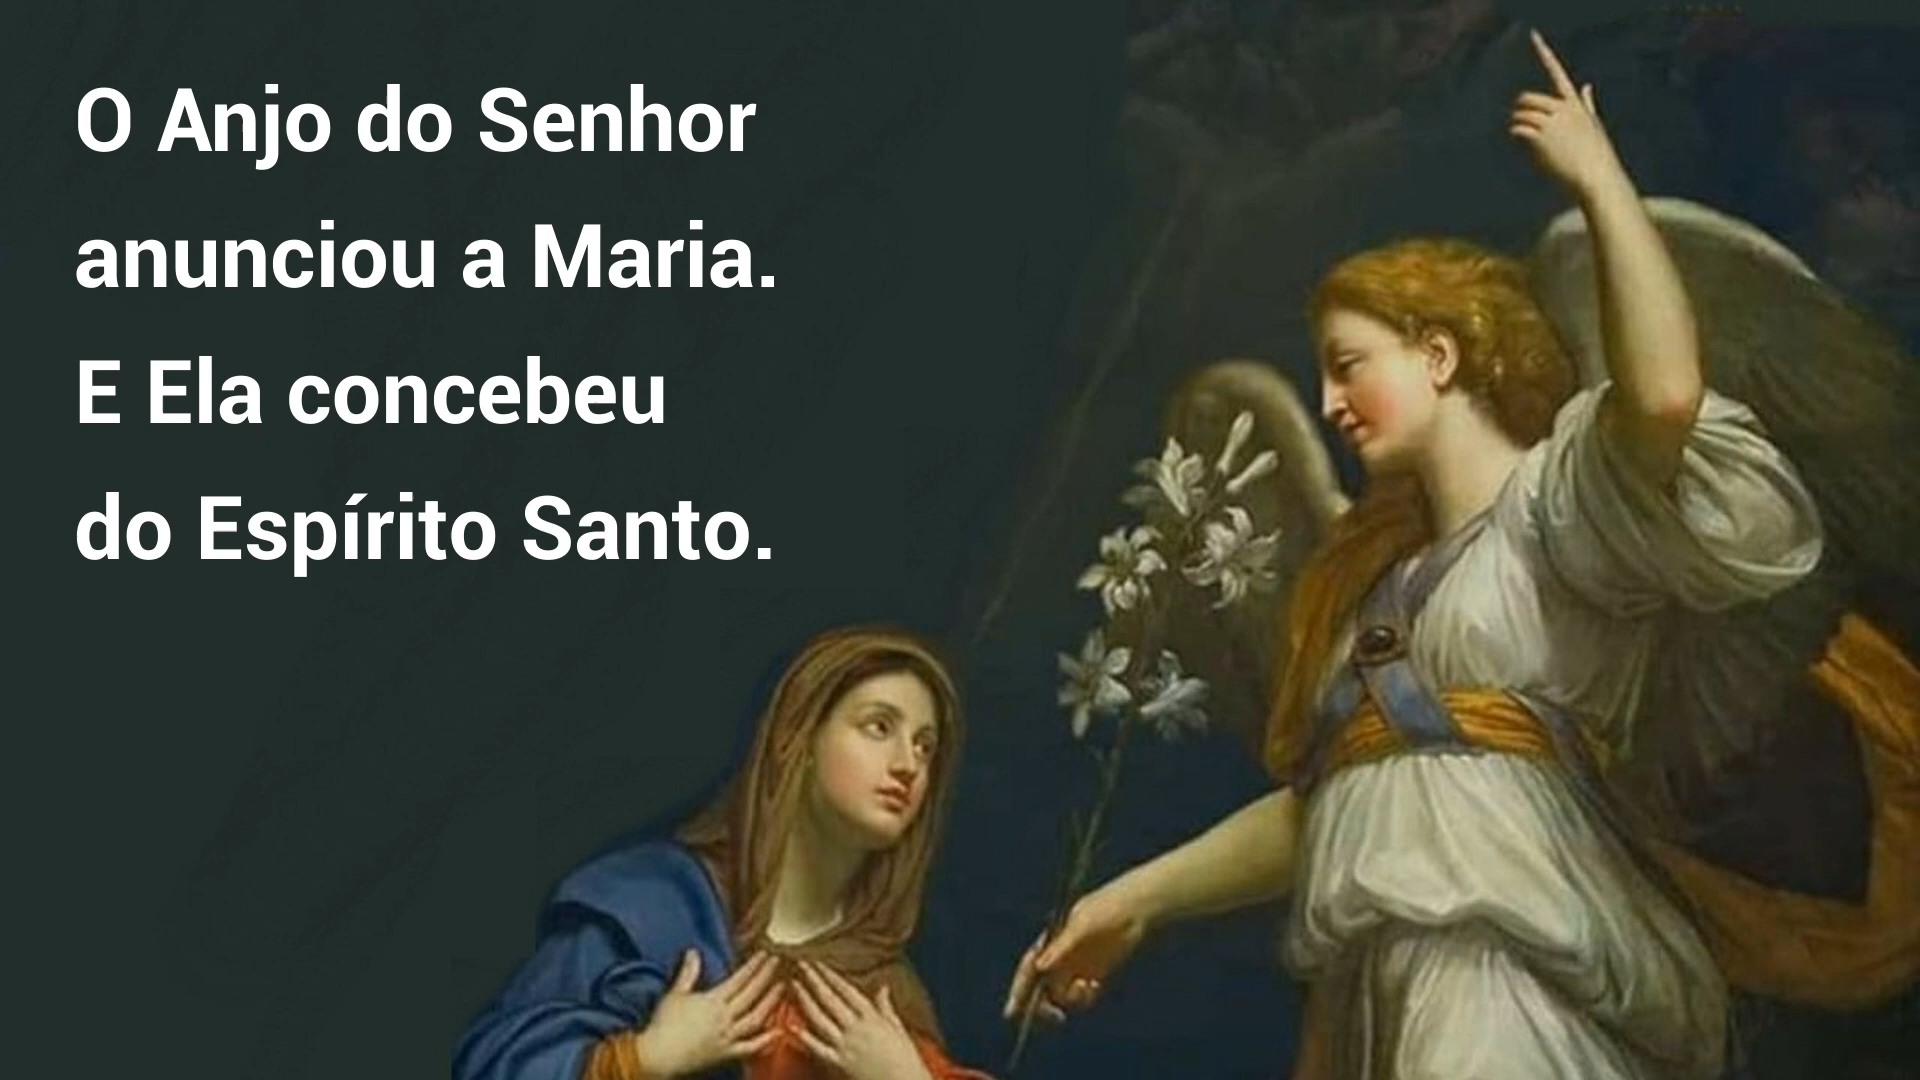 O Anjo do Senhor
anunciou a Maria.
E Ela concebeu
do Espírito Santo.